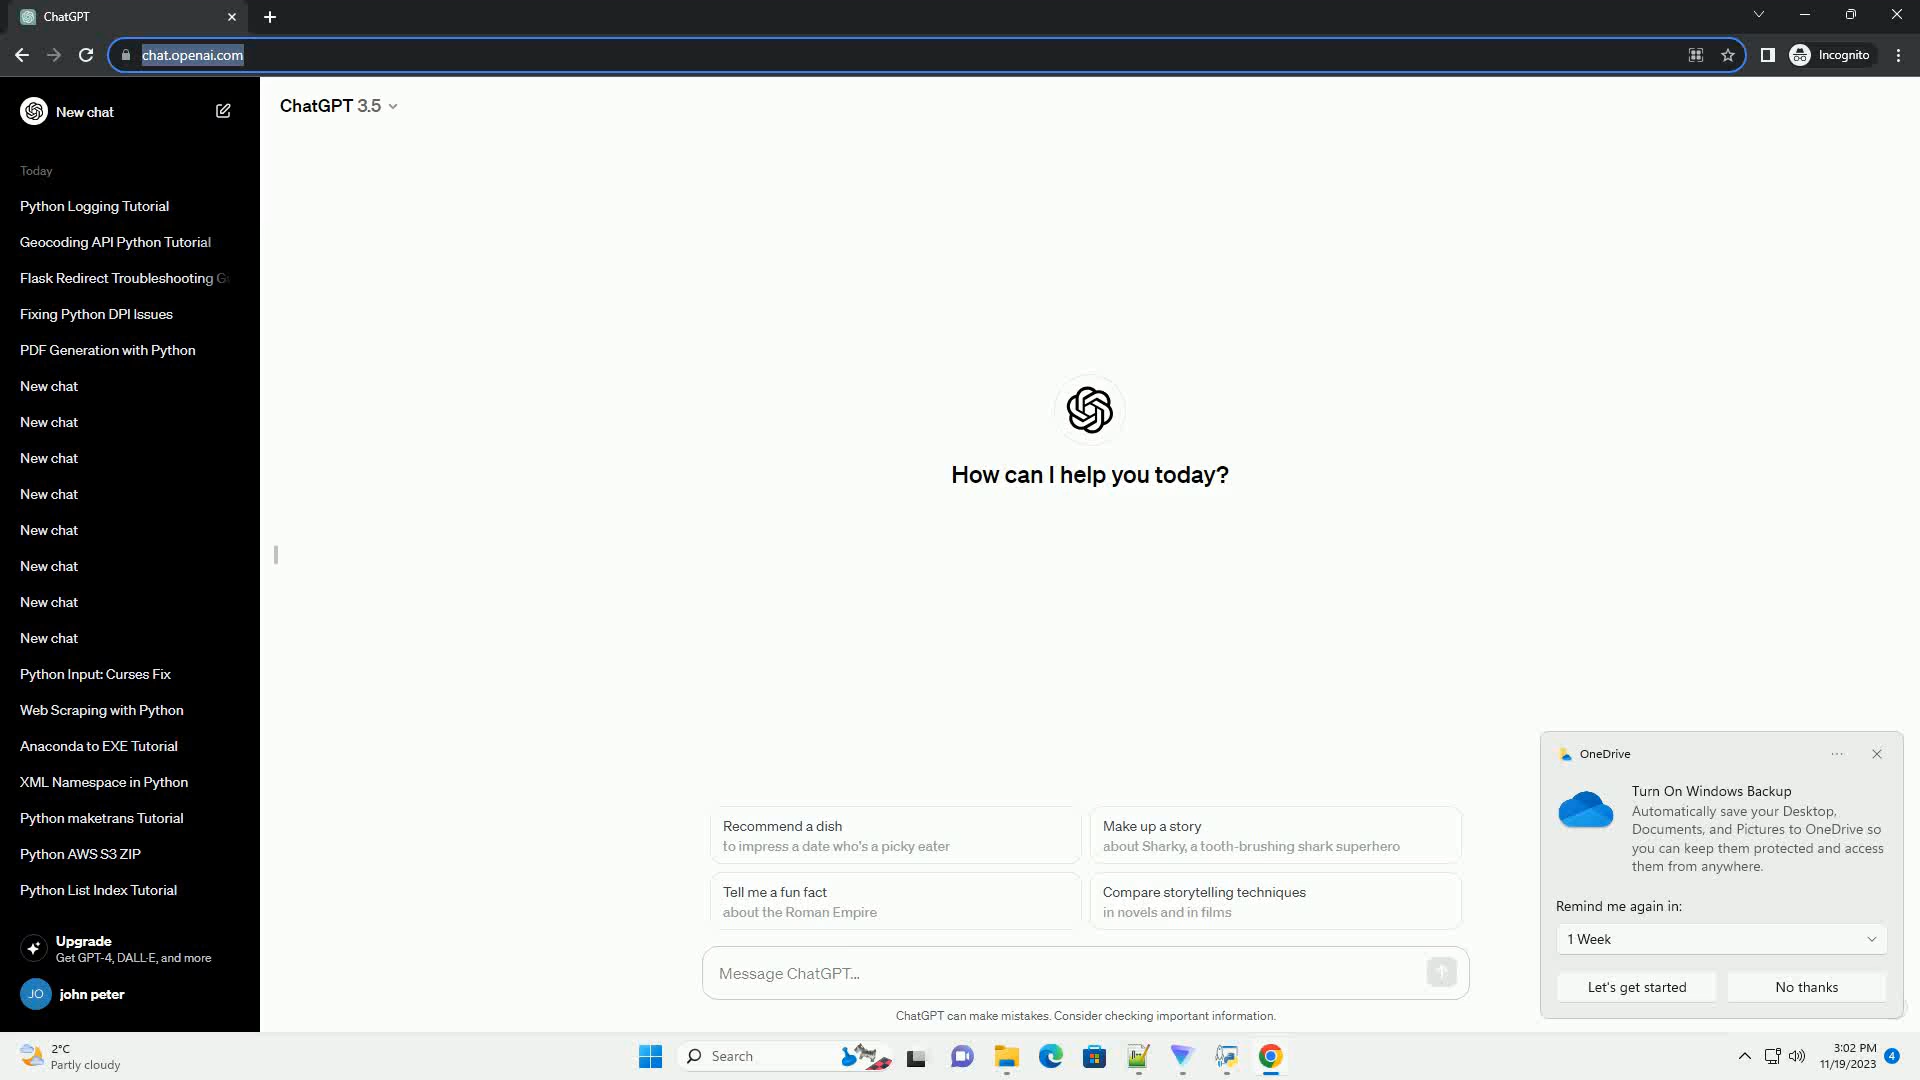 ChatGPT
chat.openai.com
Incognito
New chat
Today
Python Logging Tutorial
Geocoding API Python Tutorial
Flask Redirect Troubleshooting
Fixing Python DPI Issues
PDF Generation with Python
New chat
New chat
New chat
New chat
New chat
New chat
New chat
New chat
Python Input: Curses Fix
Web Scraping with Python
Anaconda to EXE Tutorial
XML Namespace in Python
Python maketrans Tutorial
Python AWS S3 ZIP
Python List Index Tutorial
Upgrade
Get GPT-4, DALL·E, and more
JO
john peter
ChatGPT 3.5
How can I help you today?
Recommend a dish
to impress a date who's a picky eater
Make up a story
about Sharky, a tooth-brushing shark superhero
Tell me a fun fact
about the Roman Empire
Compare storytelling techniques
in novels and in films
Message ChatGPT...
ChatGPT can make mistakes. Consider checking important information.
OneDrive
Turn On Windows Backup
Automatically save your Desktop,
Documents, and Pictures to OneDrive so
you can keep them protected and access
them from anywhere.
Remind me again in:
1 Week
Let's get started
No thanks
2°C
Partly cloudy
Search
3:02 PM
11/19/2023
4